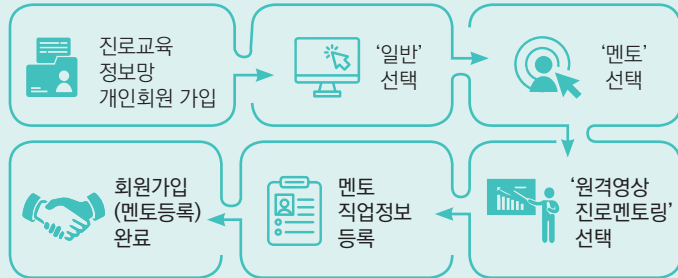 진로교육
정보망
개인회원 가입
‘일반’
선택
‘멘토’
선택
‘원격영상
진로멘토링’
선택
멘토
직업정보
등록
회원가입
(멘토등록)
완료